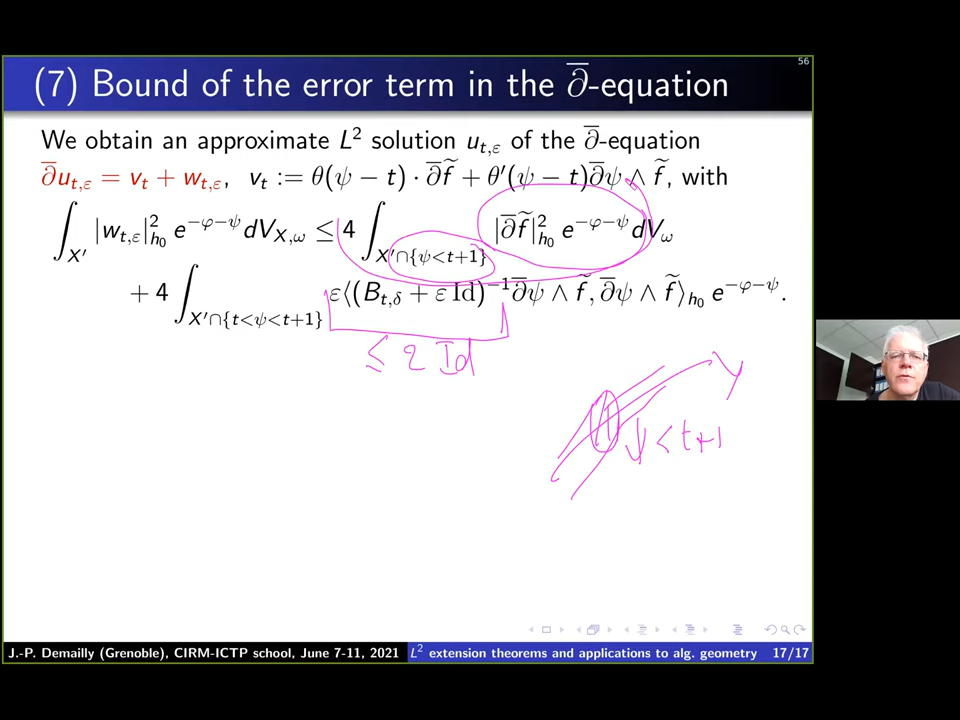 56
(7) Bound of the error term in the ∂̅-equation
We obtain an approximate L² solution u_{t,ε} of the ∂̅-equation
∂̅u_{t,ε} = v_t + w_{t,ε}, v_t := θ(ψ − t) · ∂̅f̃ + θ′(ψ − t)∂̅ψ ∧ f̃, with
∫_{X′} |w_{t,ε}|²_{h₀} e^{−φ−ψ} dV_{X,ω} ≤ 4 ∫_{X′∩{ψ<t+1}} |∂̅f̃|²_{h₀} e^{−φ−ψ} dV_ω
+ 4 ∫_{X′∩{t<ψ<t+1}} ε⟨(B_{t,δ} + ε Id)^{−1} ∂̅ψ ∧ f̃, ∂̅ψ ∧ f̃⟩_{h₀} e^{−φ−ψ}.
≤ 2 Id
Y
ψ < t+1
J.-P. Demailly (Grenoble), CIRM-ICTP school, June 7-11, 2021 L² extension theorems and applications to alg. geometry 17/17